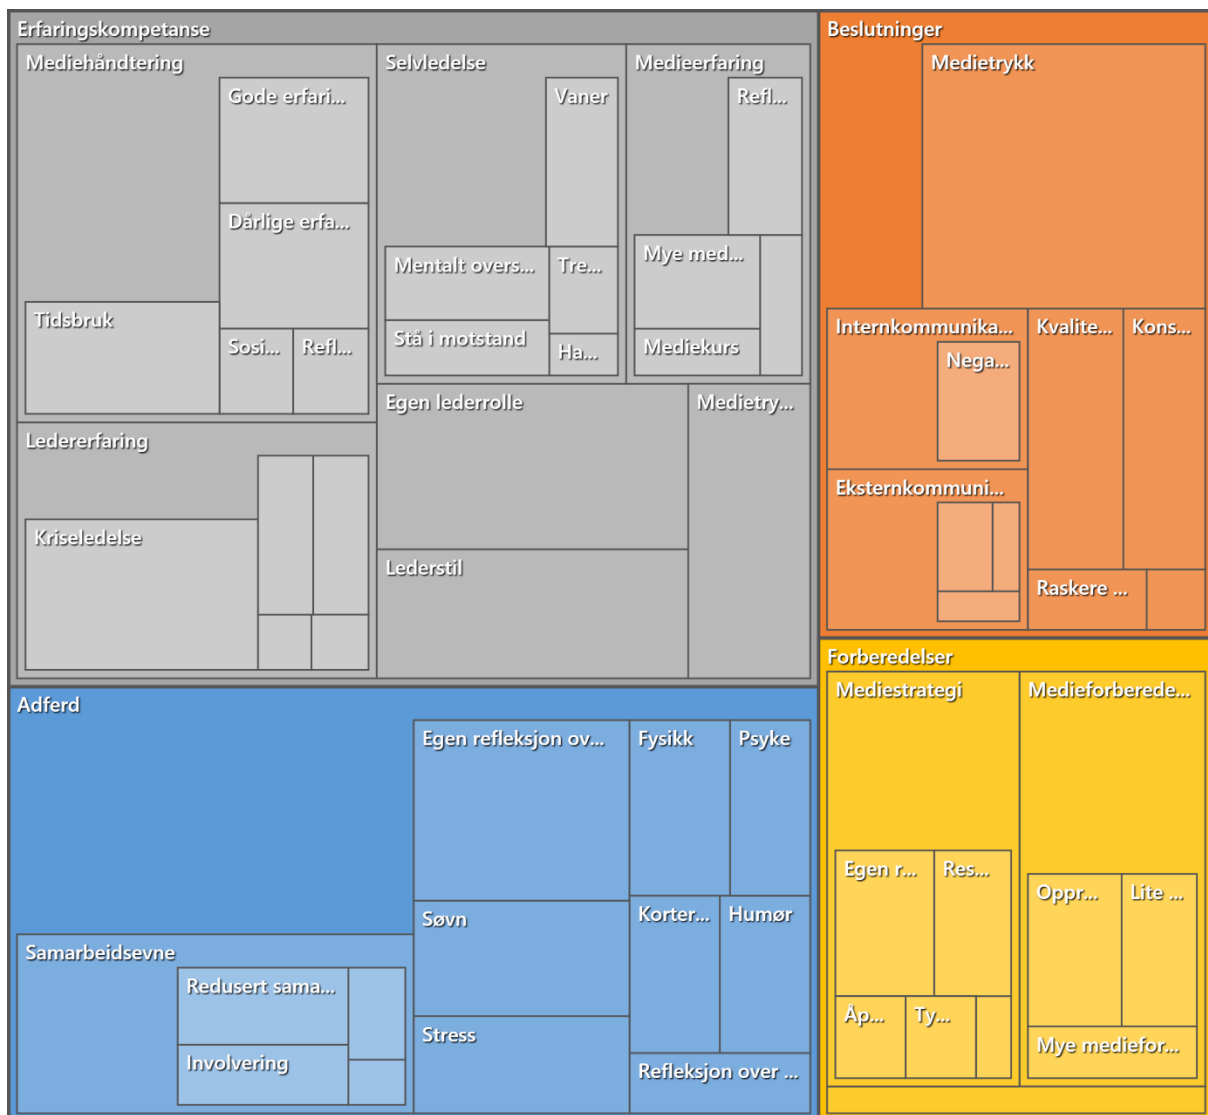 Erfaringskompetanse
Mediehåndtering
Gode erfari...
Dårlige erfa...
Tidsbruk
Sosi...
Refl...
Ledererfaring
Kriseledelse
Selvledelse
Vaner
Mentalt overs...
Tre...
Stå i motstand
Ha...
Medieerfaring
Refl...
Mye med...
Mediekurs
Egen lederrolle
Medietry...
Lederstil
Beslutninger
Medietrykk
Internkommunika...
Nega...
Kvalite...
Kons...
Eksternkommuni...
Raskere ...
Adferd
Egen refleksjon ov...
Fysikk
Psyke
Søvn
Korter...
Humør
Samarbeidsevne
Redusert sama...
Involvering
Stress
Refleksjon over ...
Forberedelser
Mediestrategi
Egen r...
Res...
Åp...
Ty...
Medieforberede...
Oppr...
Lite ...
Mye mediefor...